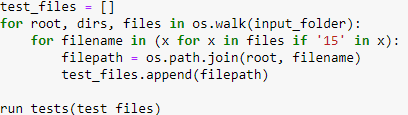 test_files = []
for root, dirs, files in os.walk(input_folder):
    for filename in (x for x in files if '15' in x):
        filepath = os.path.join(root, filename)
        test_files.append(filepath)

run tests(test files)